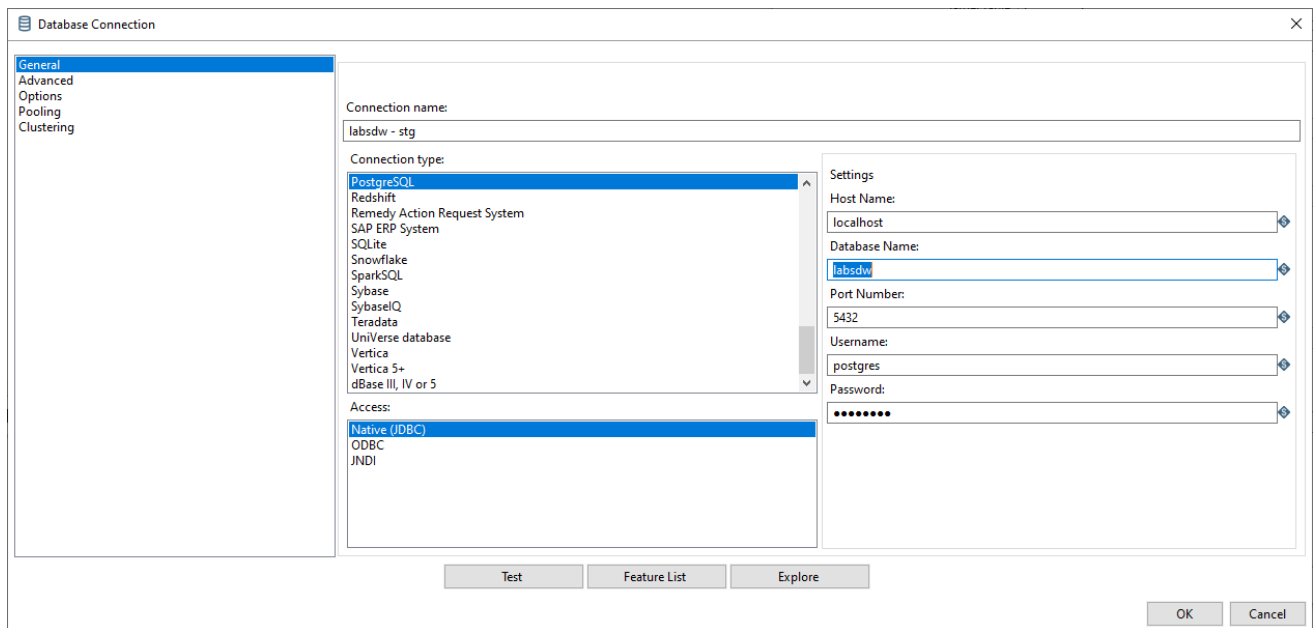 Database Connection
General
Advanced
Options
Pooling
Clustering
Connection name:
labsdw - stg
Connection type:
PostgreSQL
Redshift
Remedy Action Request System
SAP ERP System
SQLite
Snowflake
SparkSQL
Sybase
SybaseIQ
Teradata
UniVerse database
Vertica
Vertica 5+
dBase III, IV or 5
Access:
Native (JDBC)
ODBC
JNDI
Settings
Host Name:
localhost
Database Name:
labsdw
Port Number:
5432
Username:
postgres
Password:
●●●●●●●●
Test
Feature List
Explore
OK
Cancel